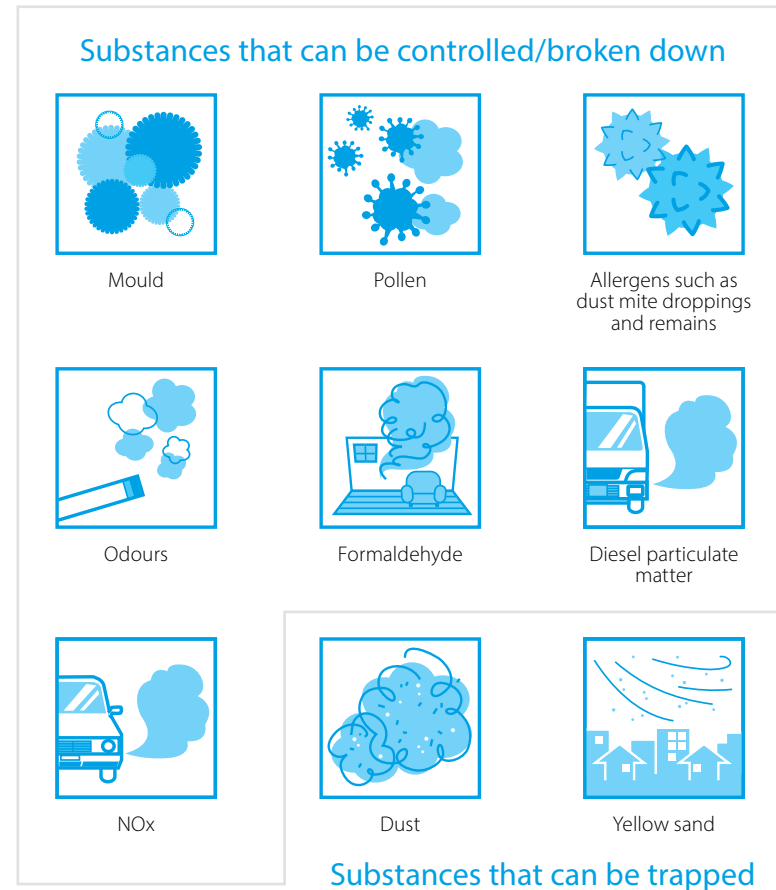 Substances that can be controlled/broken down
Mould
Pollen
Allergens such as
dust mite droppings
and remains
Odours
Formaldehyde
Diesel particulate
matter
NOx
Dust
Yellow sand
Substances that can be trapped